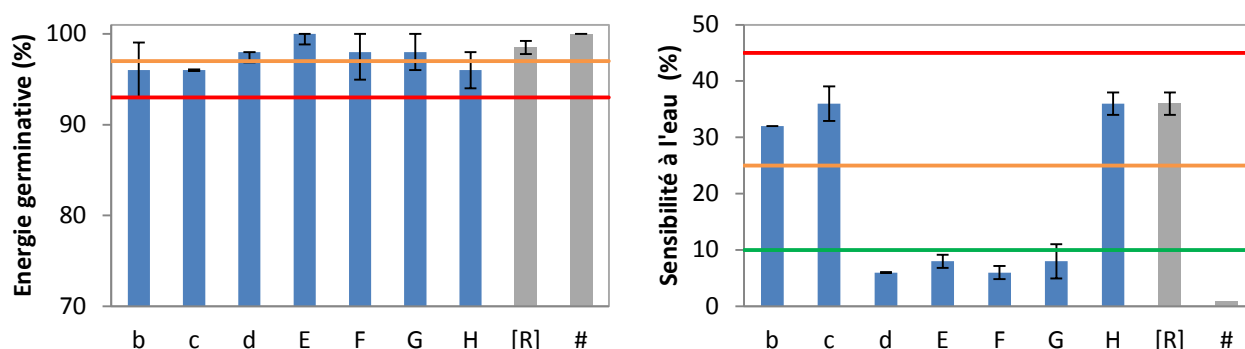 Energie germinative (%)
100
90
80
70
b c d E F G H [R] #
Sensibilité à l'eau (%)
50
40
30
20
10
0
b c d E F G H [R] #